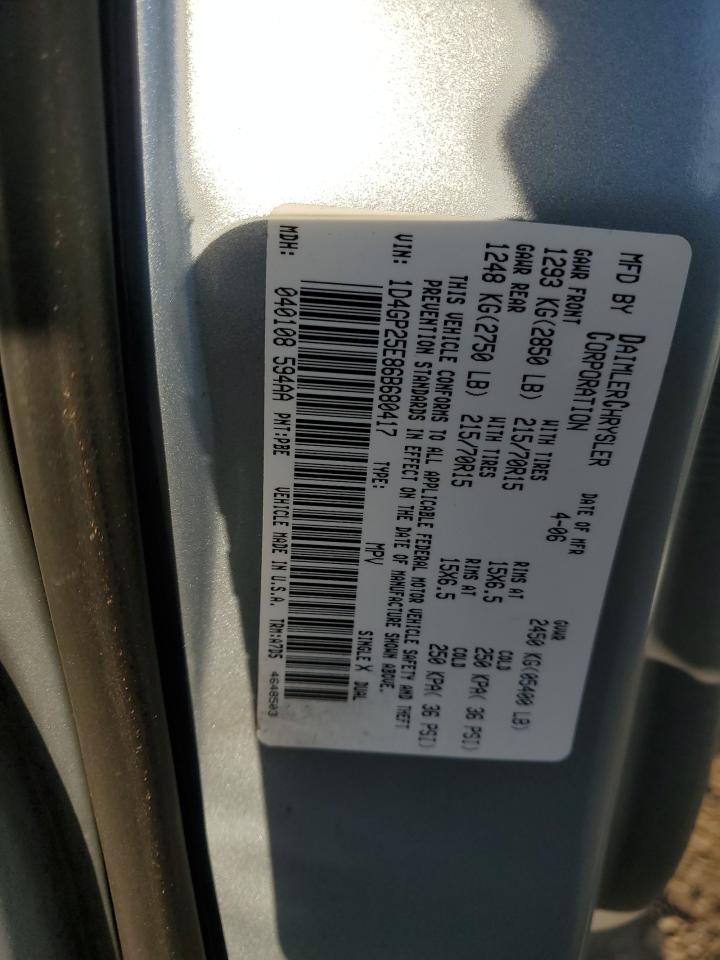 MFD BY DAIMLERCHRYSLER CORPORATION
DATE OF MFR 4-06
GVWR 2450 KG(05400 LB)
GAWR FRONT WITH TIRES RIMS AT COLD
1293 KG(2850 LB) 215/70R15 15X6.5 250 KPA( 36 PSI)
GAWR REAR WITH TIRES RIMS AT COLD
1248 KG(2750 LB) 215/70R15 15X6.5 250 KPA( 36 PSI)
THIS VEHICLE CONFORMS TO ALL APPLICABLE FEDERAL MOTOR VEHICLE SAFETY AND THEFT
PREVENTION STANDARDS IN EFFECT ON THE DATE OF MANUFACTURE SHOWN ABOVE.
VIN: 1D4GP25E86B680417 TYPE: MPV SINGLE X DUAL
MDH: 040108 594AA PNT:PBE VEHICLE MADE IN U.S.A. TRM:A7D5 4648503